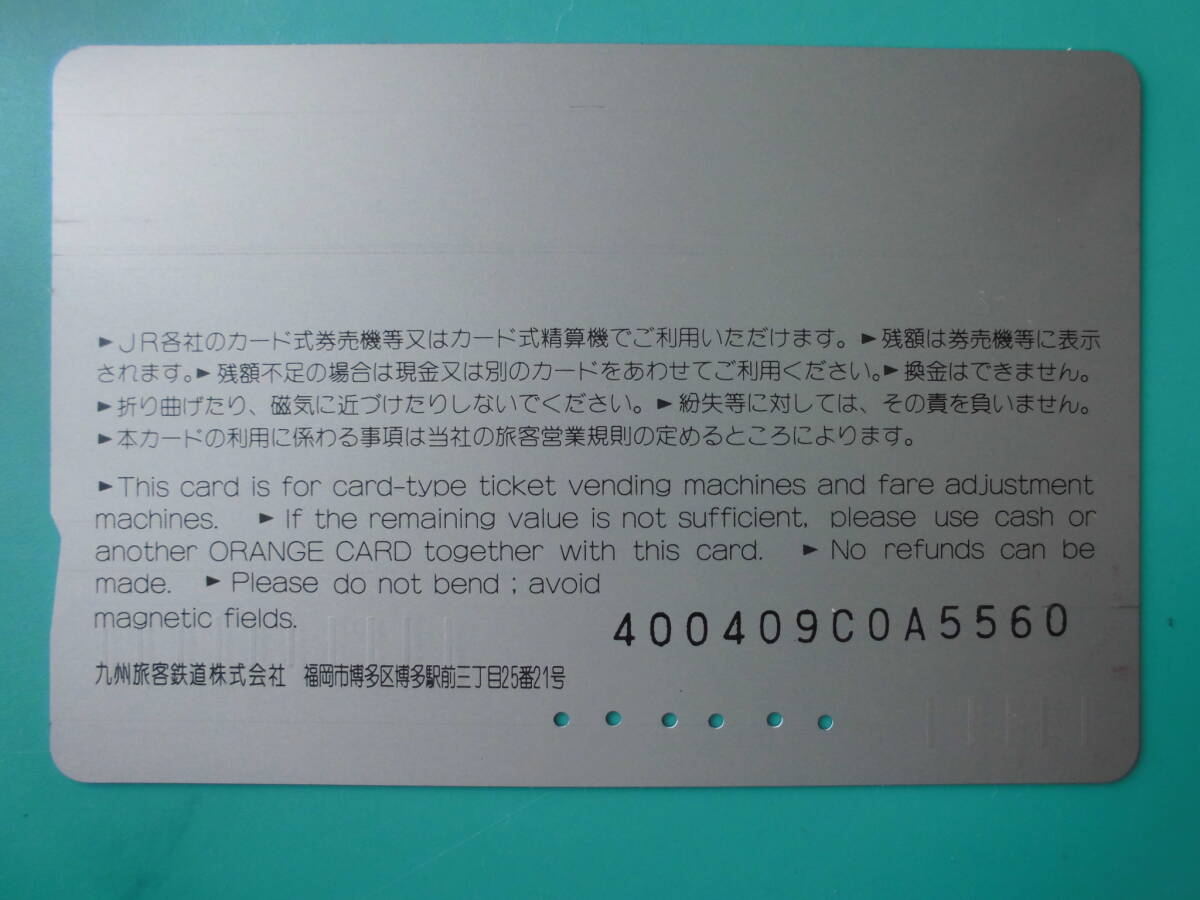 ►JR各社のカード式券売機等又はカード式精算機でご利用いただけます。►残額は券売機等に表示
されます。►残額不足の場合は現金又は別のカードをあわせてご利用ください。►換金はできません。
►折り曲げたり、磁気に近づけたりしないでください。►紛失等に対しては、その責を負いません。
►本カードの利用に係わる事項は当社の旅客営業規則の定めるところによります。
►This card is for card-type ticket vending machines and fare adjustment
machines. ►If the remaining value is not sufficient, please use cash or
another ORANGE CARD together with this card. ►No refunds can be
made. ►Please do not bend ; avoid
magnetic fields.
400409C0A5560
九州旅客鉄道株式会社 福岡市博多区博多駅前三丁目25番21号